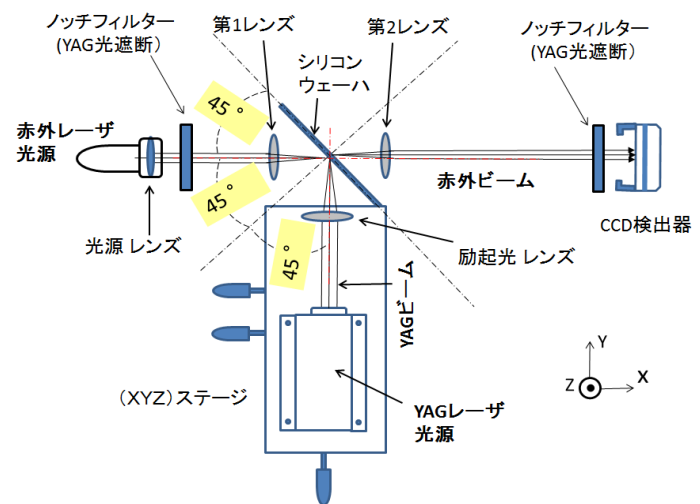 ノッチフィルター
(YAG光遮断)
第1レンズ
シリコン
ウェーハ
第2レンズ
ノッチフィルター
(YAG光遮断)
45°
赤外レーザ
光源
45°
45°
光源 レンズ
赤外ビーム
CCD検出器
励起光 レンズ
YAGビーム
(XYZ)ステージ
YAGレーザ
光源
Y
Z
X